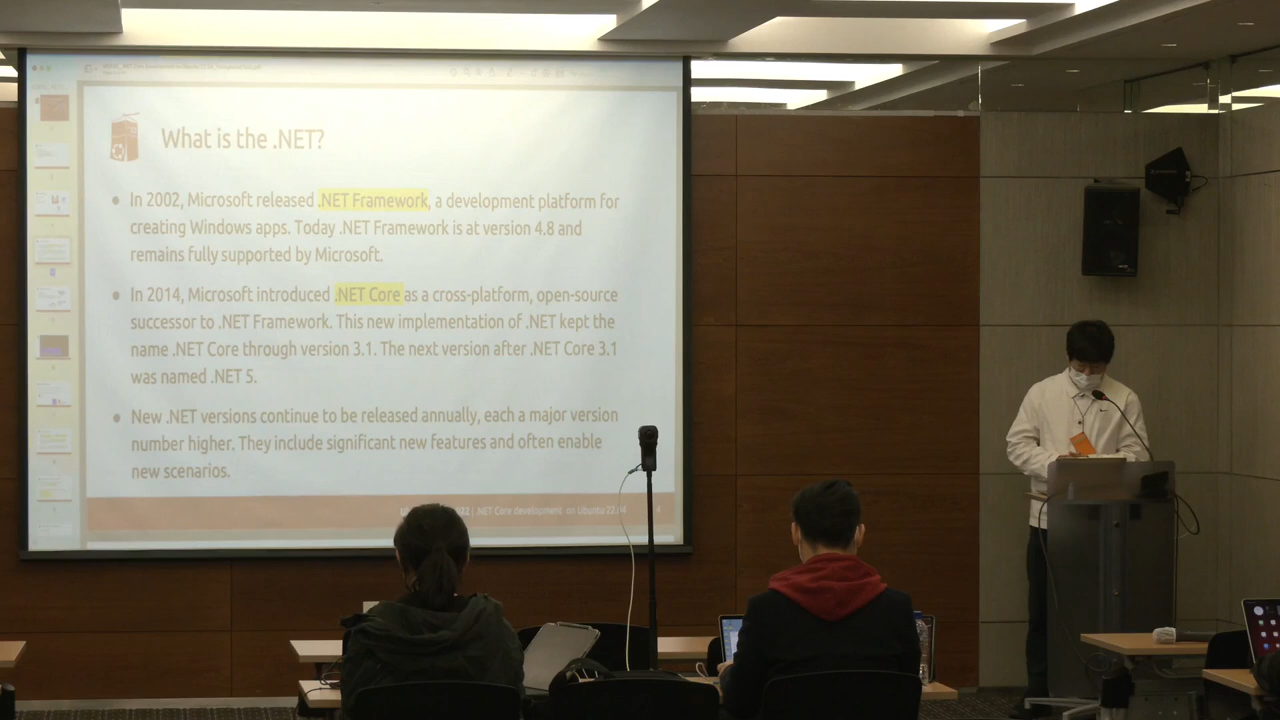 What is the .NET?
In 2002, Microsoft released .NET Framework, a development platform for
creating Windows apps. Today .NET Framework is at version 4.8 and
remains fully supported by Microsoft.
In 2014, Microsoft introduced .NET Core as a cross-platform, open-source
successor to .NET Framework. This new implementation of .NET kept the
name .NET Core through version 3.1. The next version after .NET Core 3.1
was named .NET 5.
New .NET versions continue to be released annually, each a major version
number higher. They include significant new features and often enable
new scenarios.
| .NET Core development on Ubuntu 22.04